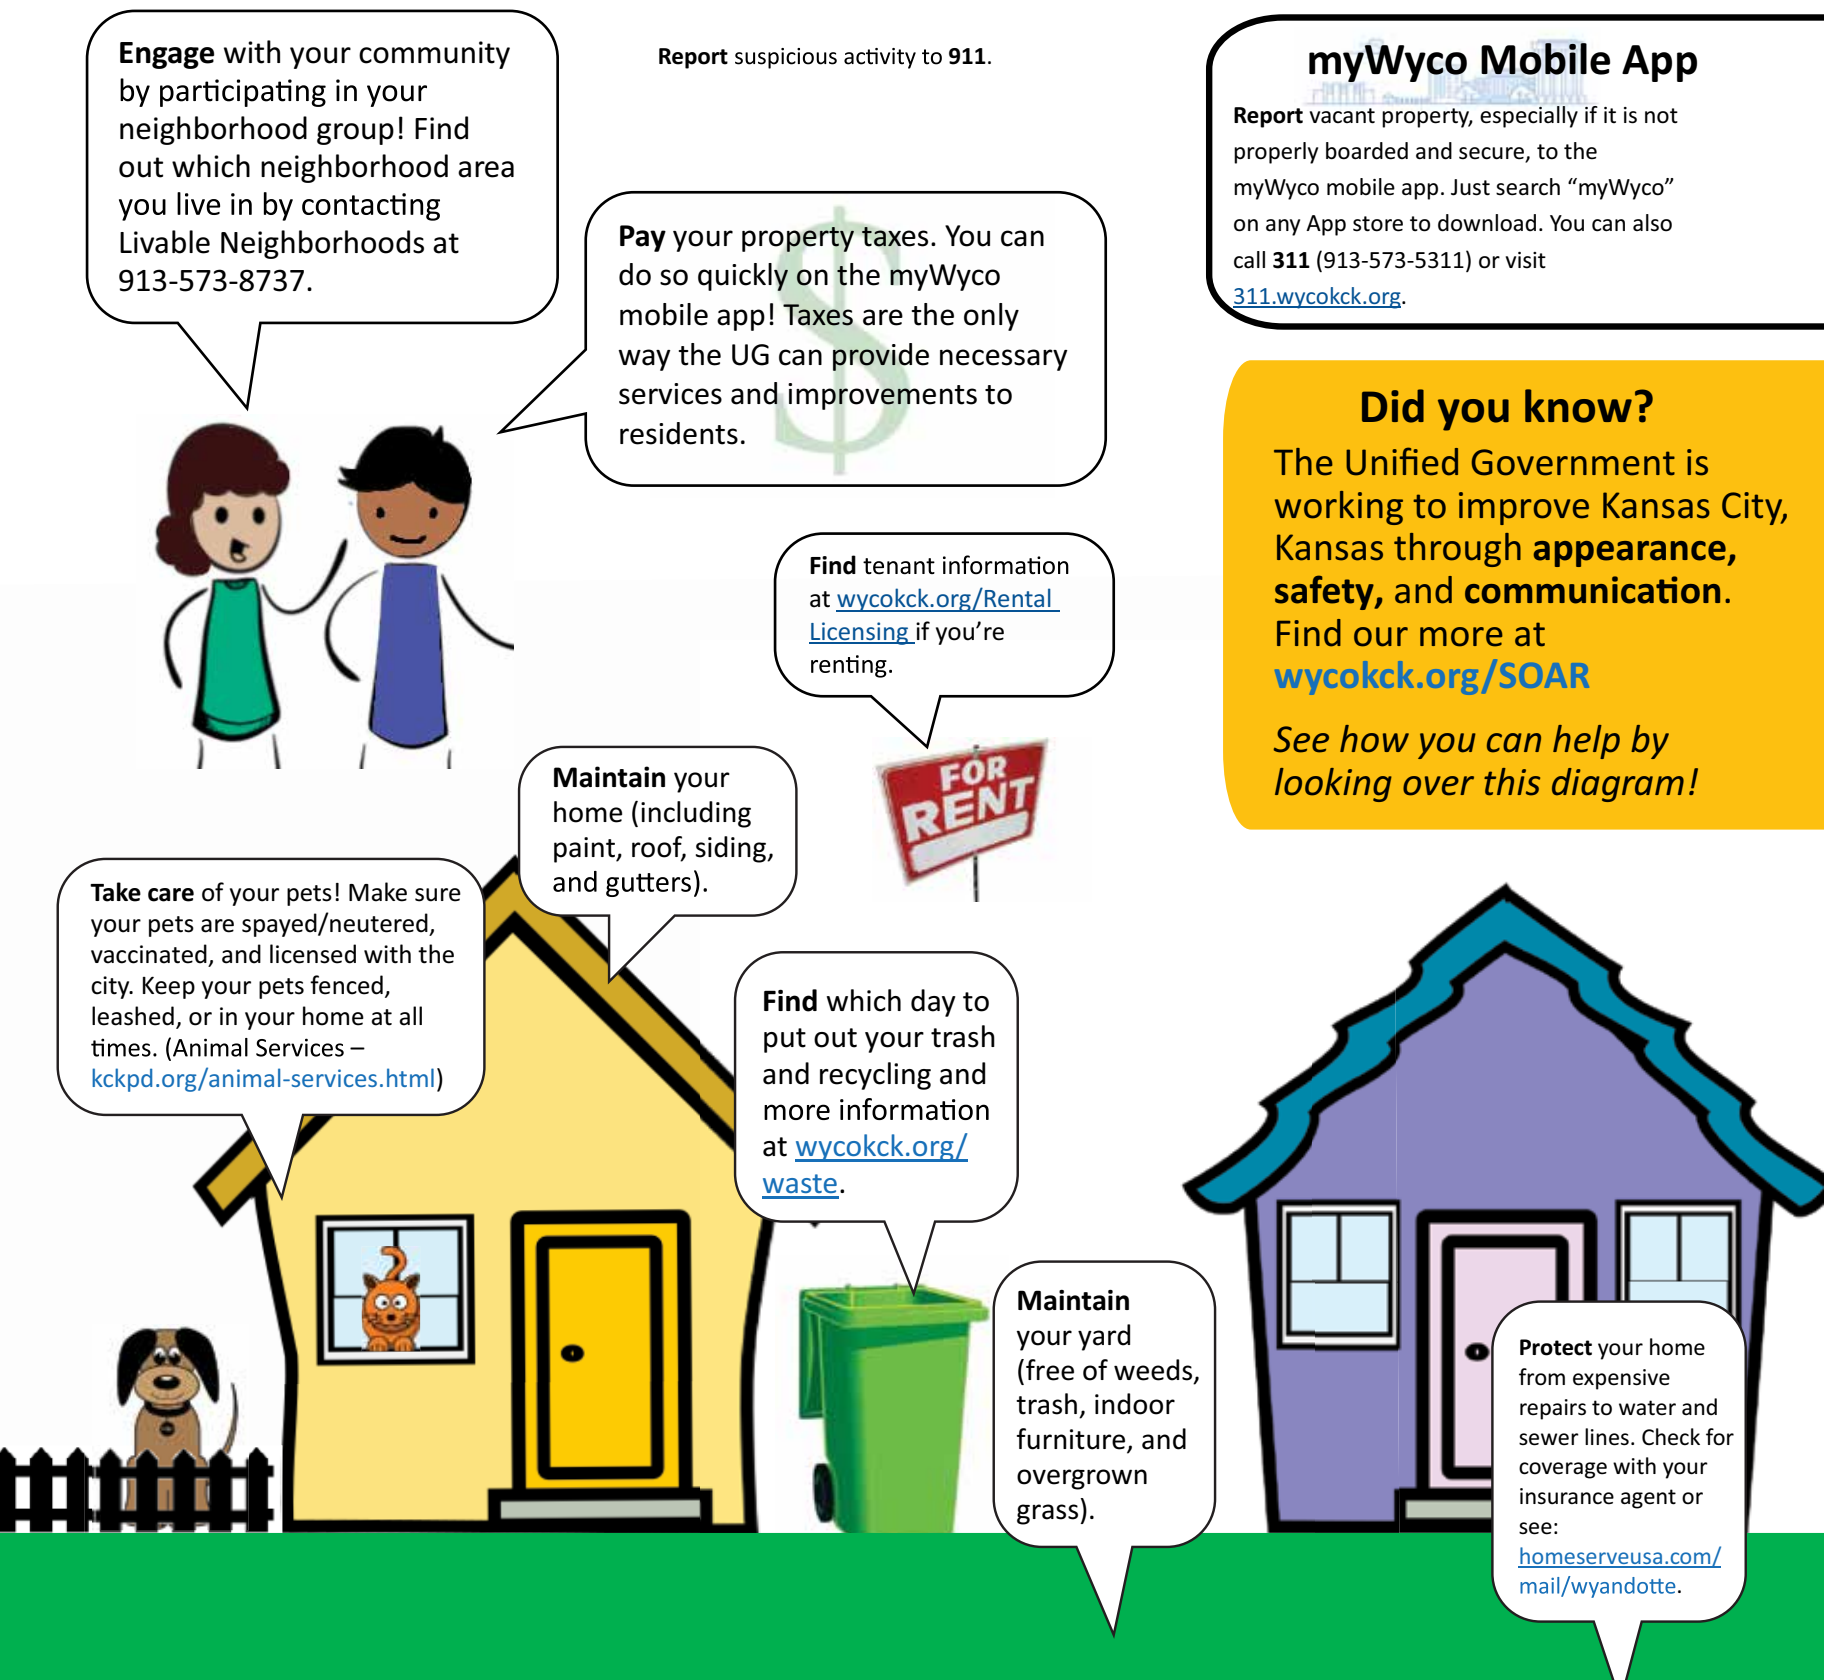 Engage with your community
by participating in your
neighborhood group! Find
out which neighborhood area
you live in by contacting
Livable Neighborhoods at
913-573-8737.
Report suspicious activity to 911.
Pay your property taxes. You can
do so quickly on the myWyco
mobile app! Taxes are the only
way the UG can provide necessary
services and improvements to
residents.
myWyco Mobile App
Report vacant property, especially if it is not
properly boarded and secure, to the
myWyco mobile app. Just search “myWyco”
on any App store to download. You can also
call 311 (913-573-5311) or visit
311.wycokck.org.
Did you know?
The Unified Government is
working to improve Kansas City,
Kansas through appearance,
safety, and communication.
Find our more at
wycokck.org/SOAR
See how you can help by
looking over this diagram!
Find tenant information
at wycokck.org/Rental
Licensing if you’re
renting.
FOR
RENT
Maintain your
home (including
paint, roof, siding,
and gutters).
Take care of your pets! Make sure
your pets are spayed/neutered,
vaccinated, and licensed with the
city. Keep your pets fenced,
leashed, or in your home at all
times. (Animal Services –
kckpd.org/animal-services.html)
Find which day to
put out your trash
and recycling and
more information
at wycokck.org/
waste.
Maintain
your yard
(free of weeds,
trash, indoor
furniture, and
overgrown
grass).
Protect your home
from expensive
repairs to water and
sewer lines. Check for
coverage with your
insurance agent or
see:
homeserveusa.com/
mail/wyandotte.